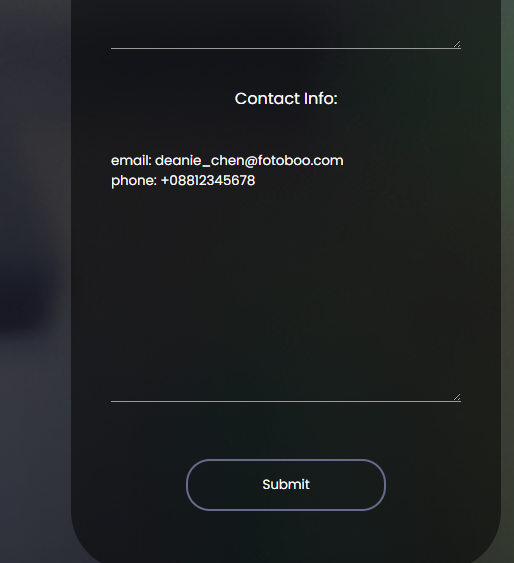 Contact Info:
email: deanie_chen@fotoboo.com
phone: +08812345678
Submit